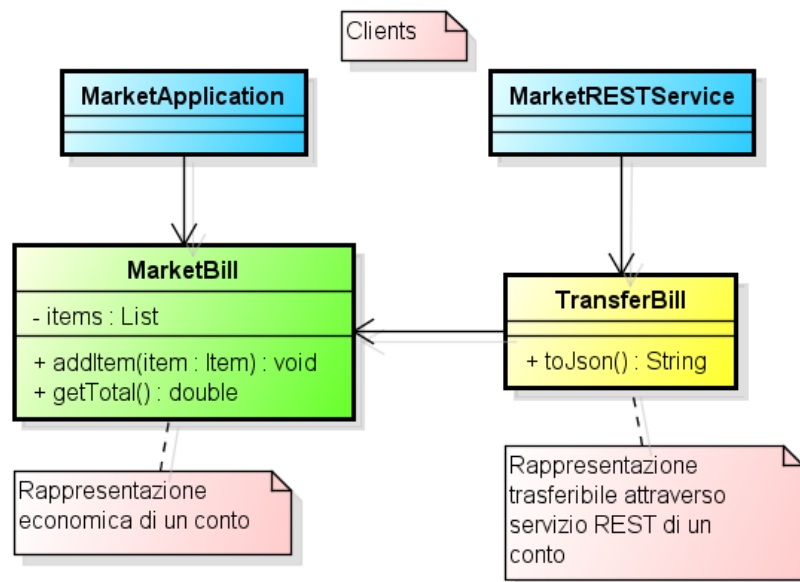 Clients
MarketApplication
MarketRESTService
MarketBill
- items : List
+ addItem(item : Item) : void
+ getTotal() : double
TransferBill
+ toJson() : String
Rappresentazione
economica di un conto
Rappresentazione
trasferibile attraverso
servizio REST di un
conto